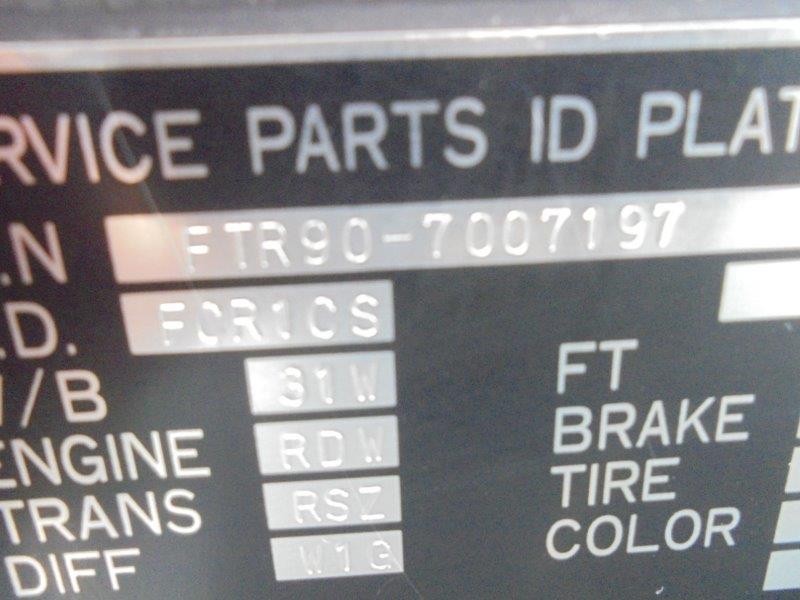 RVICE PARTS ID PLAT
.N FTR90-7007197
.D. FCR1CS
/B 31W FT
ENGINE RDW BRAKE
TRANS RSZ TIRE
DIFF W1G COLOR